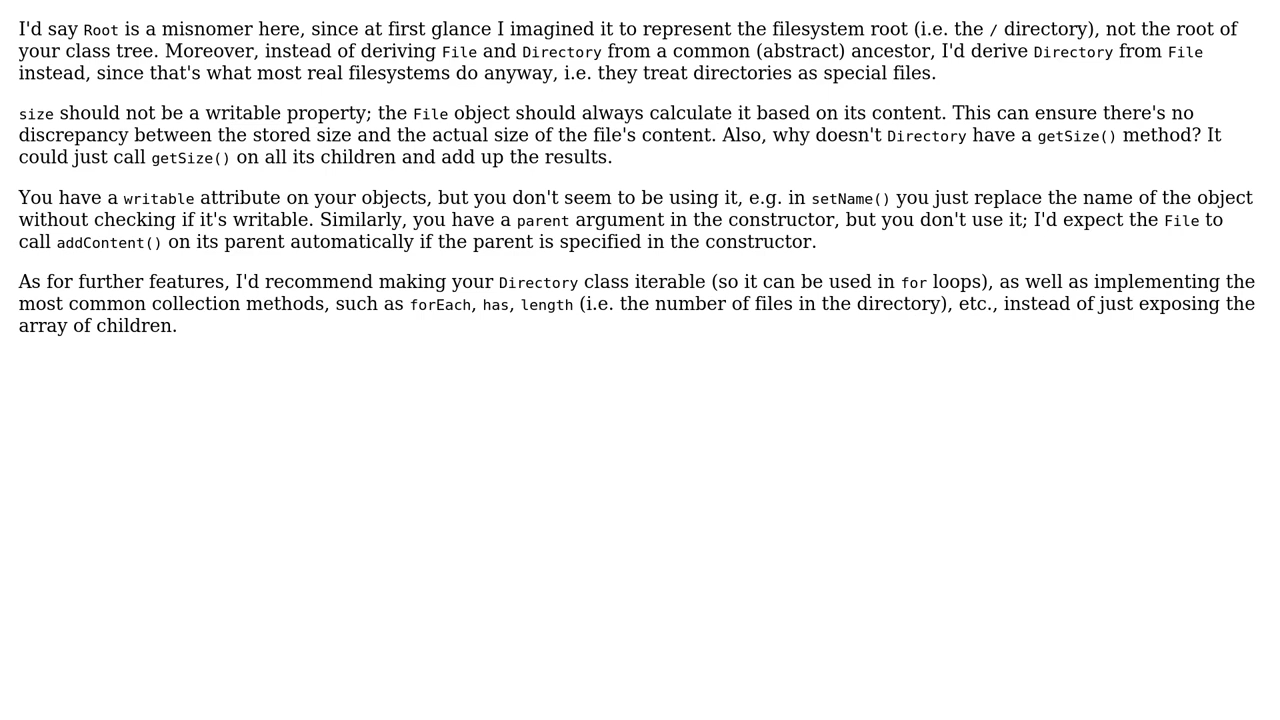 I'd say Root is a misnomer here, since at first glance I imagined it to represent the filesystem root (i.e. the / directory), not the root of
your class tree. Moreover, instead of deriving File and Directory from a common (abstract) ancestor, I'd derive Directory from File
instead, since that's what most real filesystems do anyway, i.e. they treat directories as special files.
size should not be a writable property; the File object should always calculate it based on its content. This can ensure there's no
discrepancy between the stored size and the actual size of the file's content. Also, why doesn't Directory have a getSize() method? It
could just call getSize() on all its children and add up the results.
You have a writable attribute on your objects, but you don't seem to be using it, e.g. in setName() you just replace the name of the object
without checking if it's writable. Similarly, you have a parent argument in the constructor, but you don't use it; I'd expect the File to
call addContent() on its parent automatically if the parent is specified in the constructor.
As for further features, I'd recommend making your Directory class iterable (so it can be used in for loops), as well as implementing the
most common collection methods, such as forEach, has, length (i.e. the number of files in the directory), etc., instead of just exposing the
array of children.